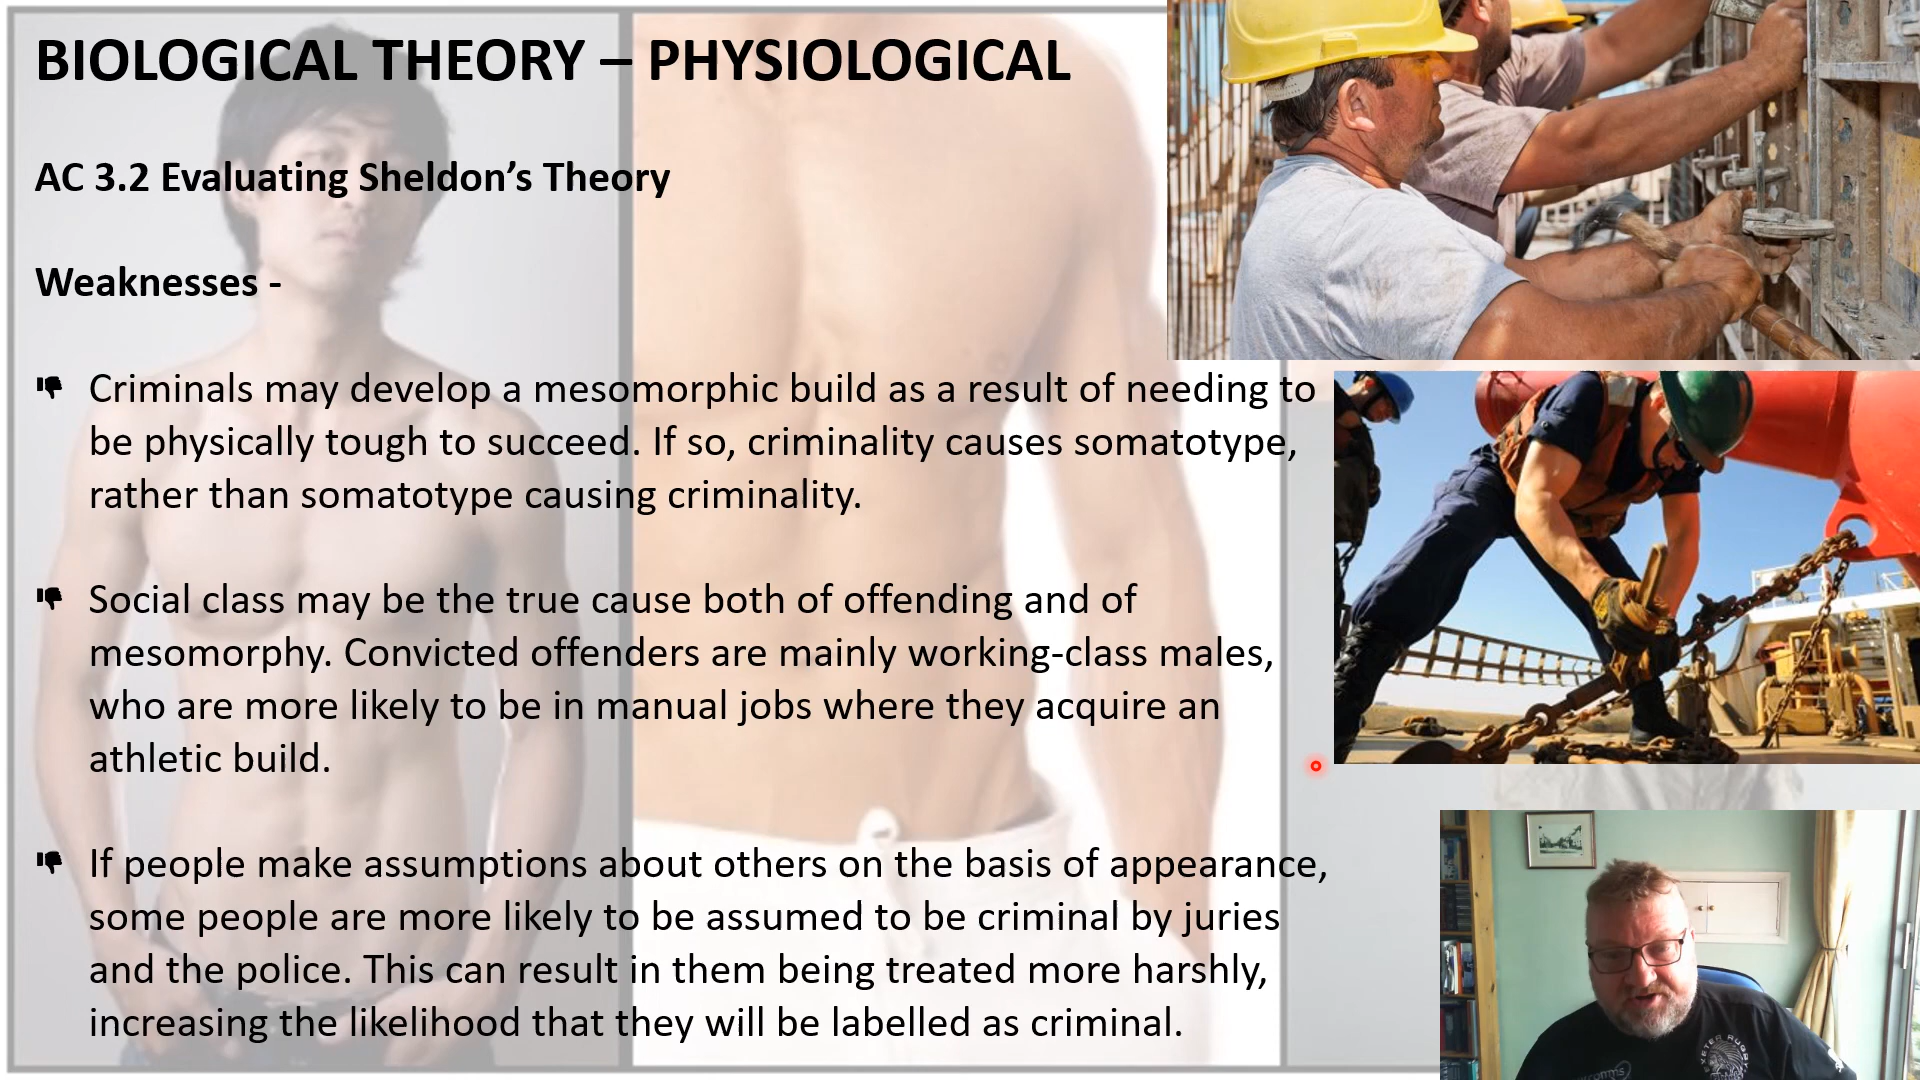 BIOLOGICAL THEORY – PHYSIOLOGICAL
AC 3.2 Evaluating Sheldon’s Theory
Weaknesses -
Criminals may develop a mesomorphic build as a result of needing to
be physically tough to succeed. If so, criminality causes somatotype,
rather than somatotype causing criminality.
Social class may be the true cause both of offending and of
mesomorphy. Convicted offenders are mainly working-class males,
who are more likely to be in manual jobs where they acquire an
athletic build.
If people make assumptions about others on the basis of appearance,
some people are more likely to be assumed to be criminal by juries
and the police. This can result in them being treated more harshly,
increasing the likelihood that they will be labelled as criminal.